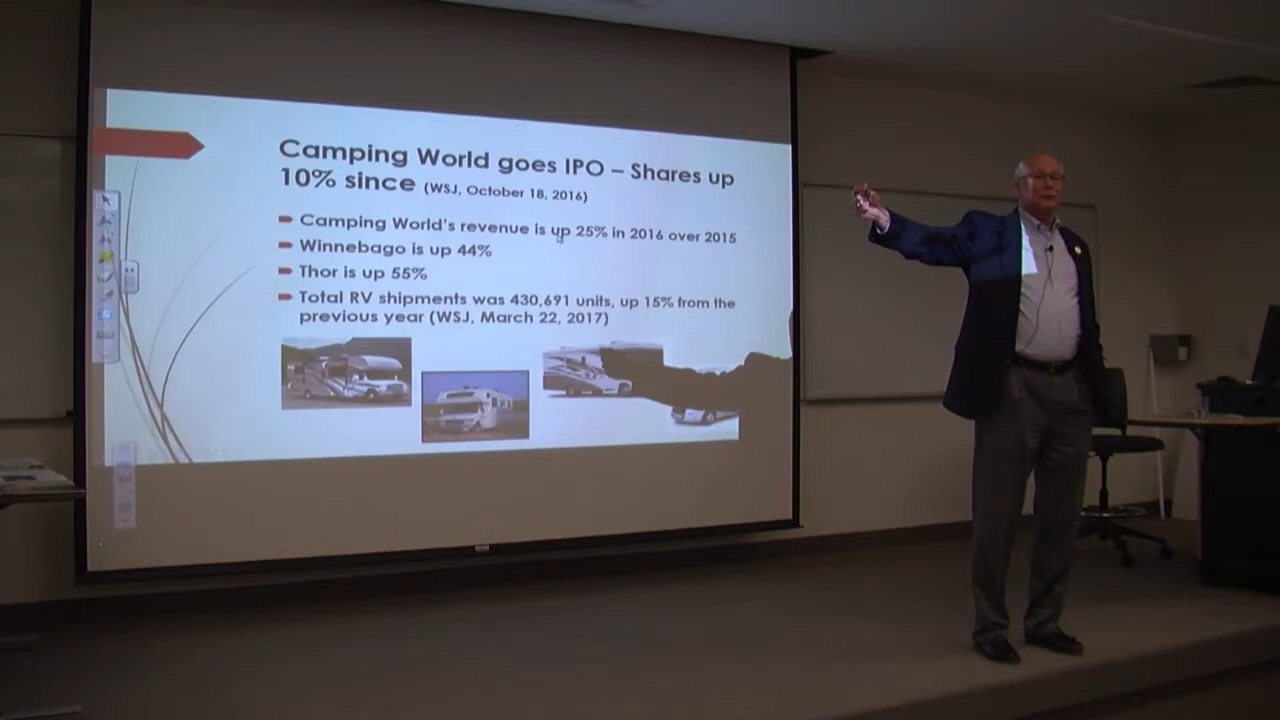 Camping World goes IPO – Shares up
10% since (WSJ, October 18, 2016)
Camping World's revenue is up 25% in 2016 over 2015
Winnebago is up 44%
Thor is up 55%
Total RV shipments was 430,691 units, up 15% from the
previous year (WSJ, March 22, 2017)